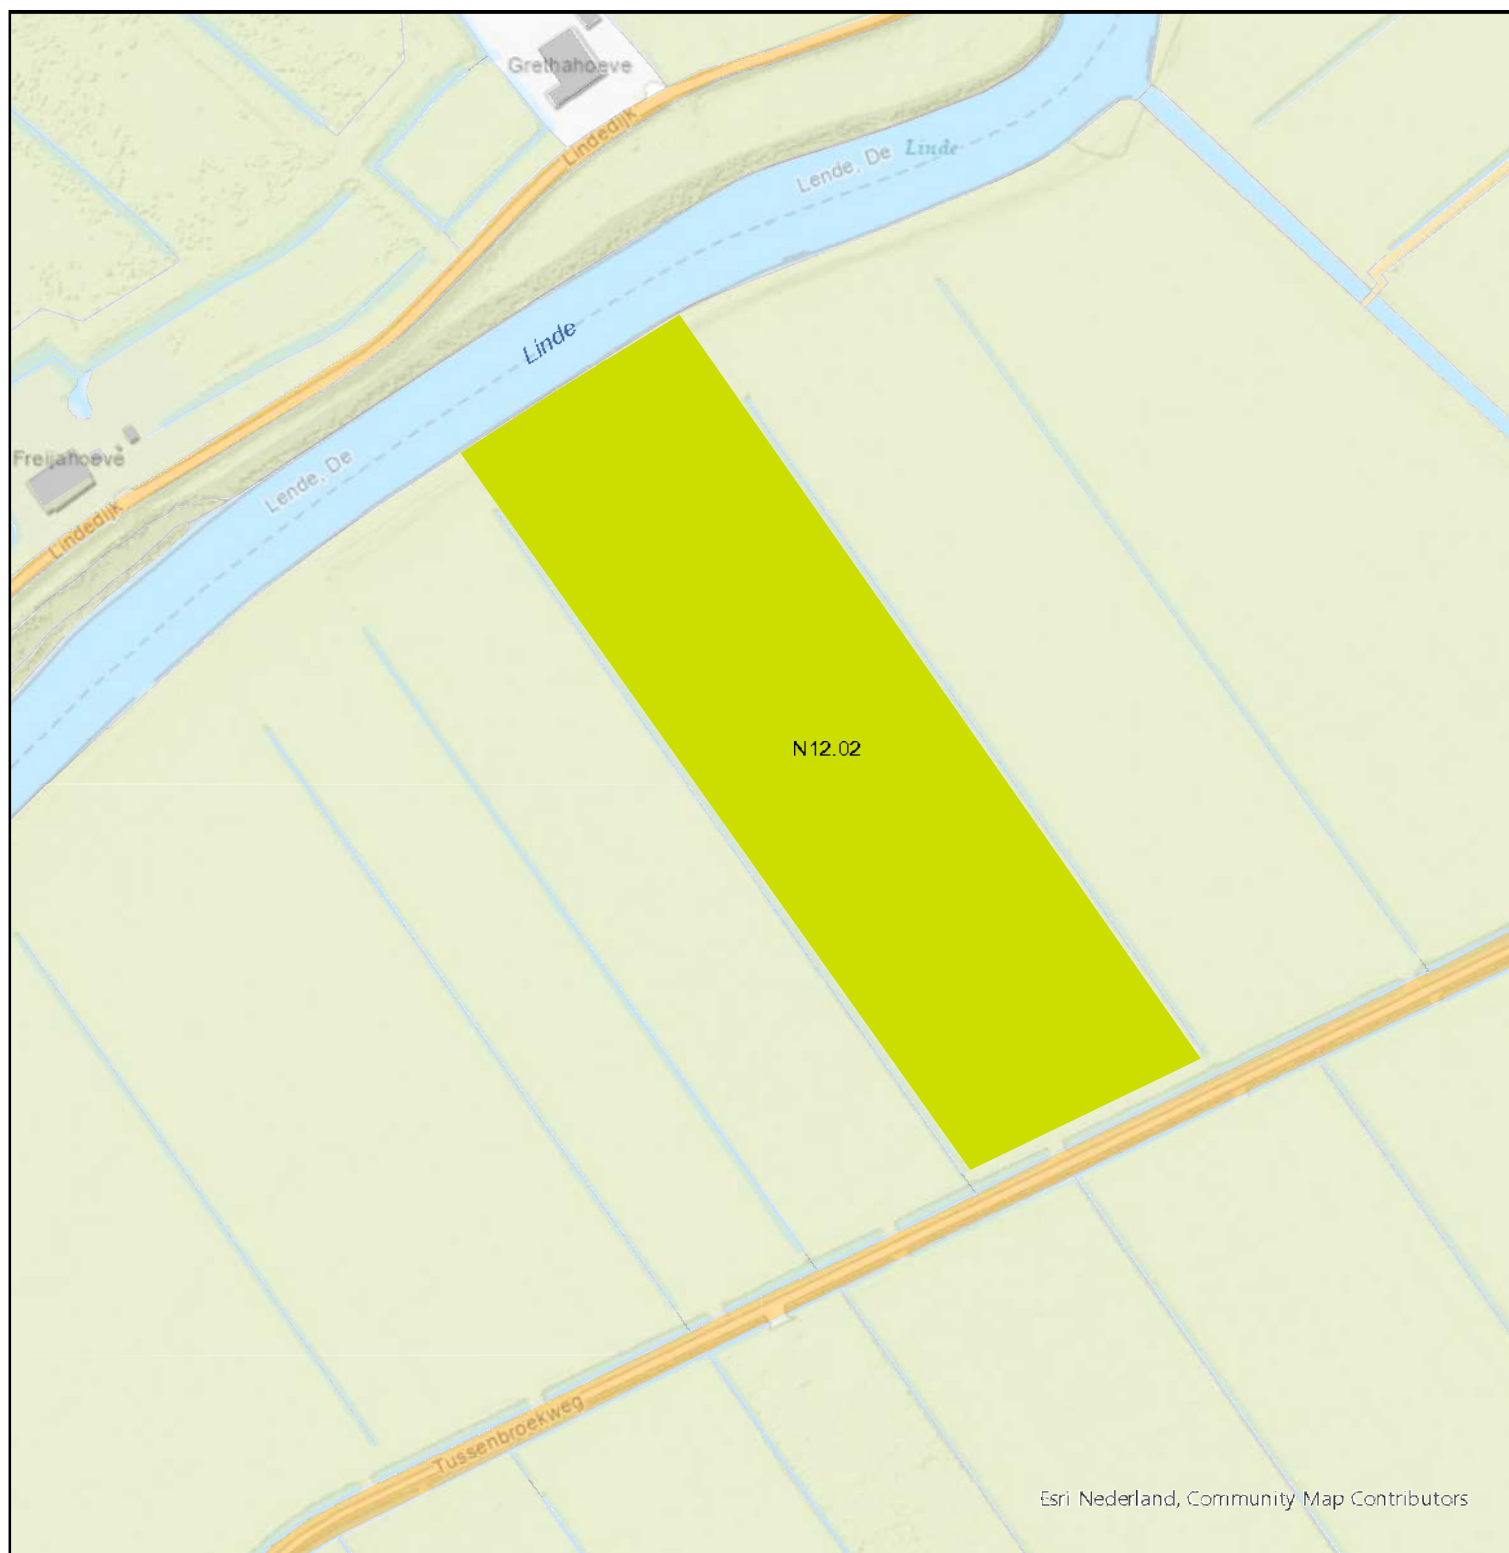 Grethahoeve
Lindedijk
Lende, De
Linde
Linde
Freijahoeve
Lende, De
Lindedijk
N12.02
Tussenbroekweg
Esri Nederland, Community Map Contributors